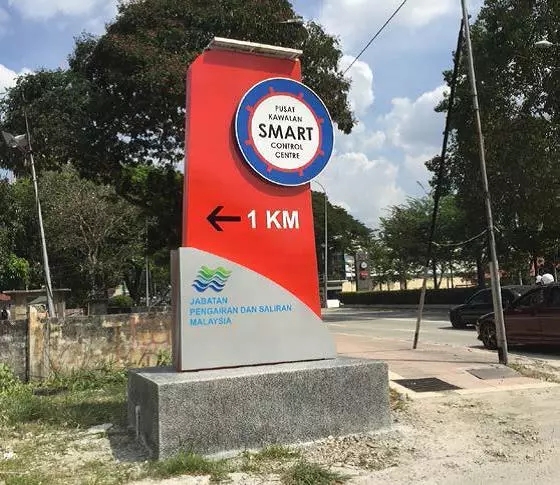 PUSAT
KAWALAN
SMART
CONTROL
CENTRE
1 KM
JABATAN
PENGAIRAN DAN SALIRAN
MALAYSIA